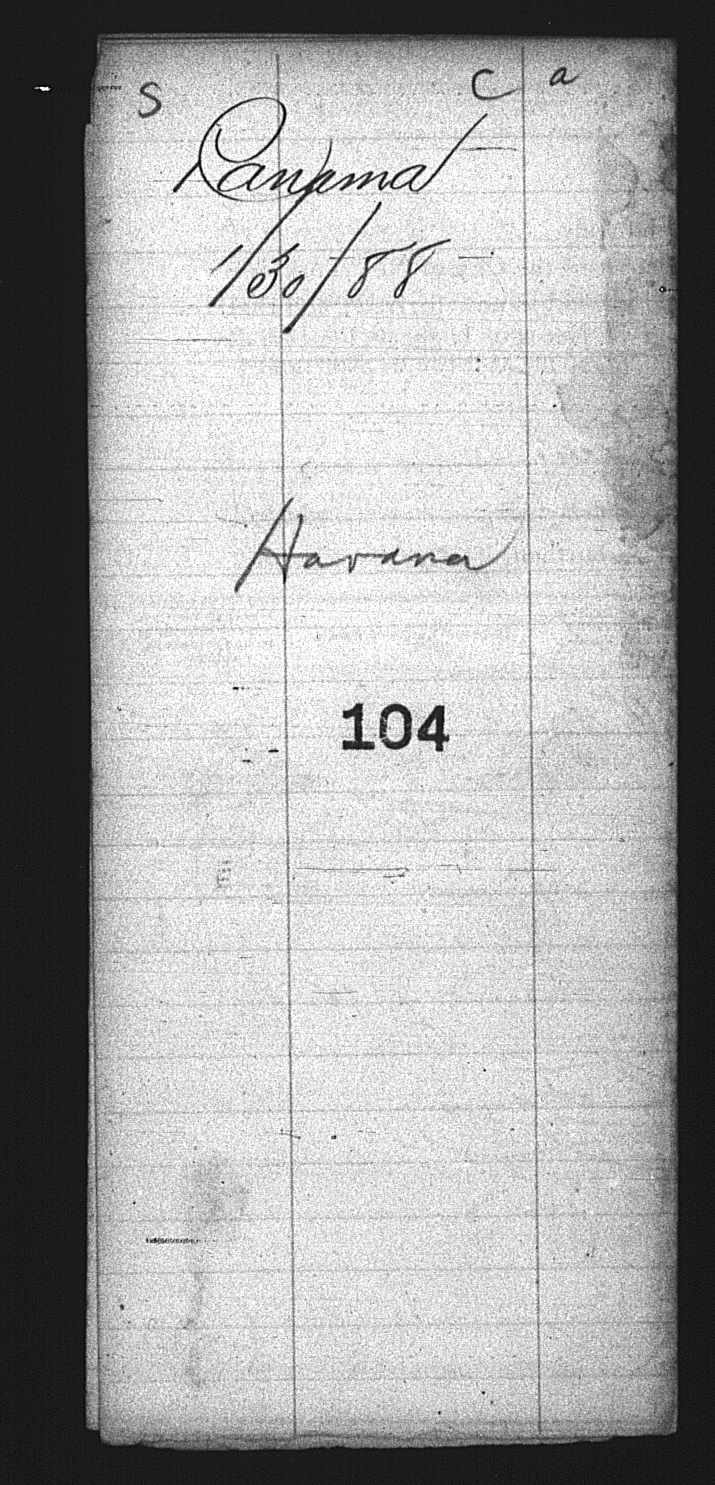 S C a
Panama
1/30/88
Havana
104